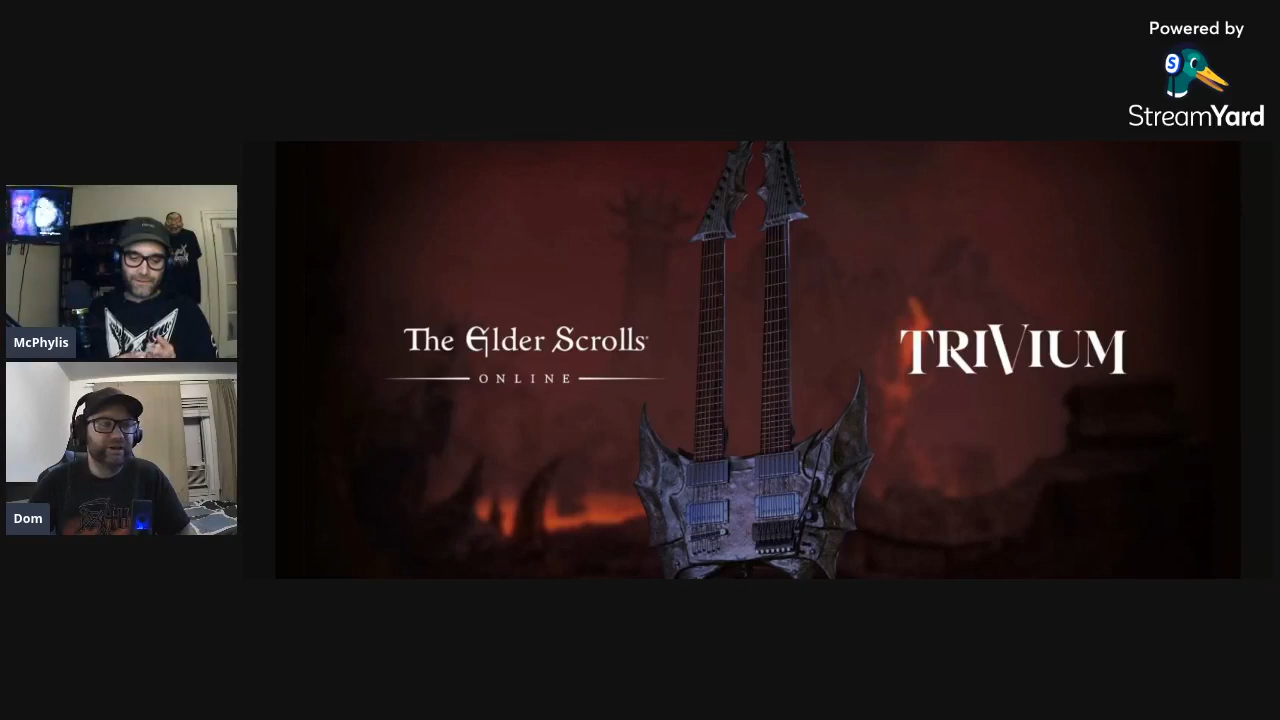 Powered by
S
StreamYard
The Elder Scrolls
ONLINE
TRIVIUM
McPhylis
Dom